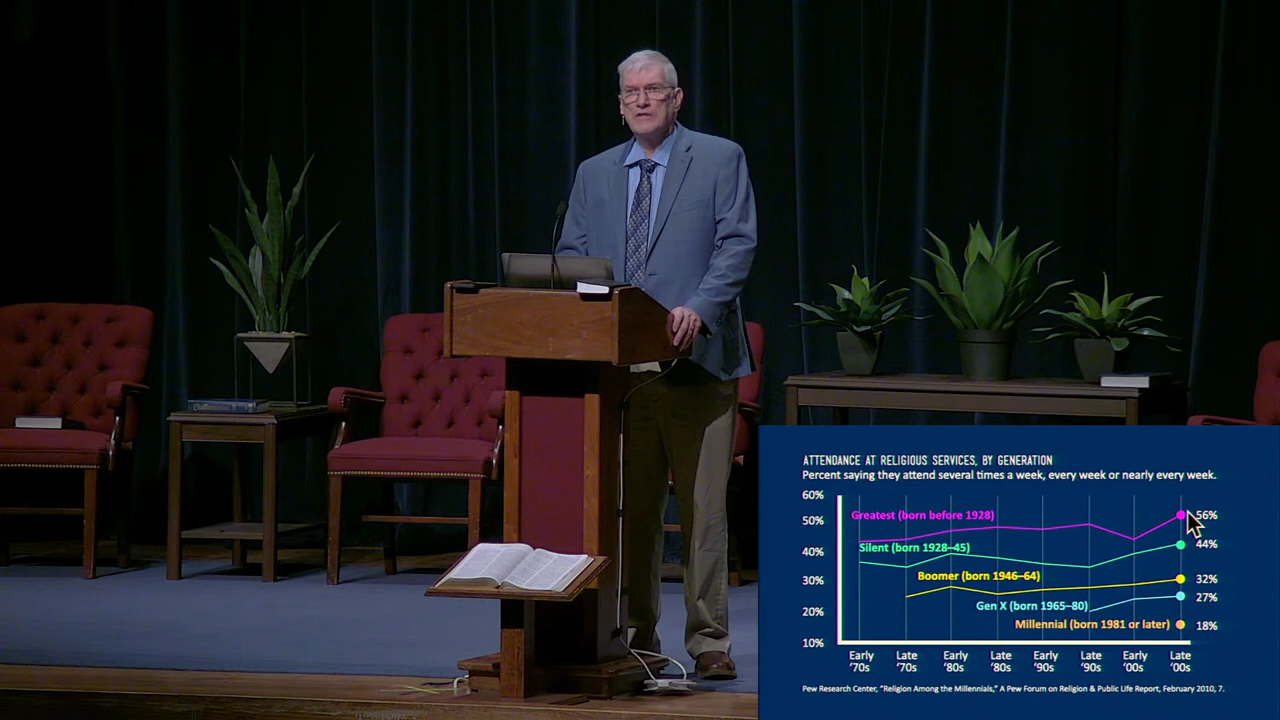 ATTENDANCE AT RELIGIOUS SERVICES, BY GENERATION
Percent saying they attend several times a week, every week or nearly every week.
60%
50%
40%
30%
20%
10%
Greatest (born before 1928)
56%
Silent (born 1928–45)
44%
Boomer (born 1946–64)
32%
Gen X (born 1965–80)
27%
Millennial (born 1981 or later)
18%
Early '70s
Late '70s
Early '80s
Late '80s
Early '90s
Late '90s
Early '00s
Late '00s
Pew Research Center, "Religion Among the Millennials," A Pew Forum on Religion & Public Life Report, February 2010, 7.